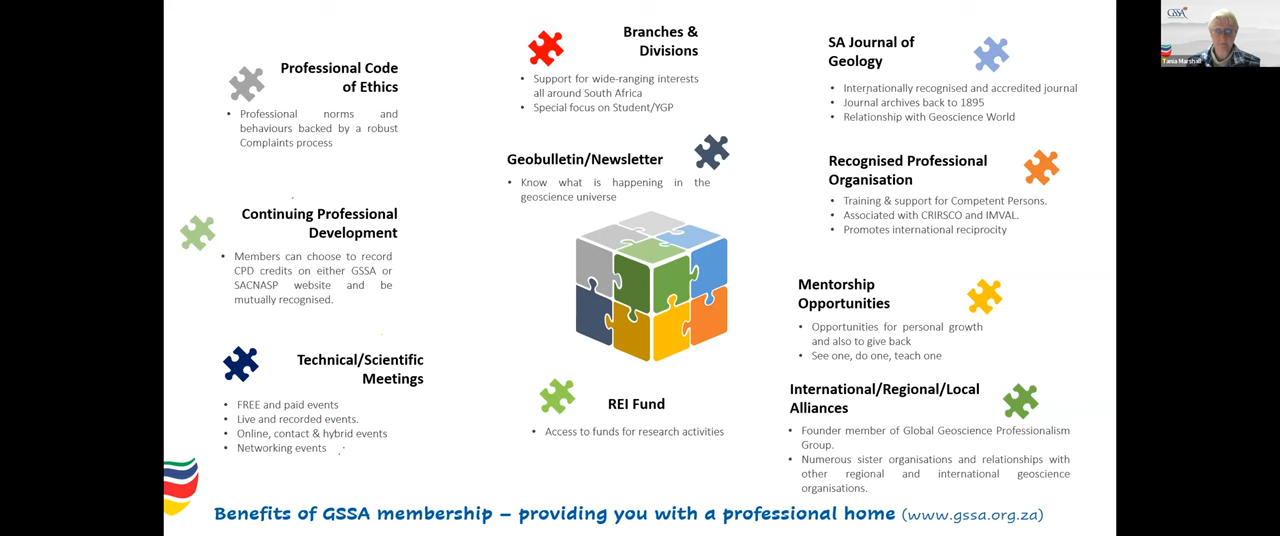 Professional Code
of Ethics
• Professional norms and
behaviours backed by a robust
Complaints process
Continuing Professional
Development
• Members can choose to record
CPD credits on either GSSA or
SACNASP website and be
mutually recognised.
Technical/Scientific
Meetings
• FREE and paid events
• Live and recorded events.
• Online, contact & hybrid events
• Networking events
Branches &
Divisions
• Support for wide-ranging interests
all around South Africa
• Special focus on Student/YGP
Geobulletin/Newsletter
• Know what is happening in the
geoscience universe
REI Fund
• Access to funds for research activities
SA Journal of
Geology
• Internationally recognised and accredited journal
• Journal archives back to 1895
• Relationship with Geoscience World
Recognised Professional
Organisation
• Training & support for Competent Persons.
• Associated with CRIRSCO and IMVAL.
• Promotes international reciprocity
Mentorship
Opportunities
• Opportunities for personal growth
and also to give back
• See one, do one, teach one
International/Regional/Local
Alliances
• Founder member of Global Geoscience Professionalism
Group.
• Numerous sister organisations and relationships with
other regional and international geoscience
organisations.
Benefits of GSSA membership – providing you with a professional home (www.gssa.org.za)
GSSA
Tania Marshall